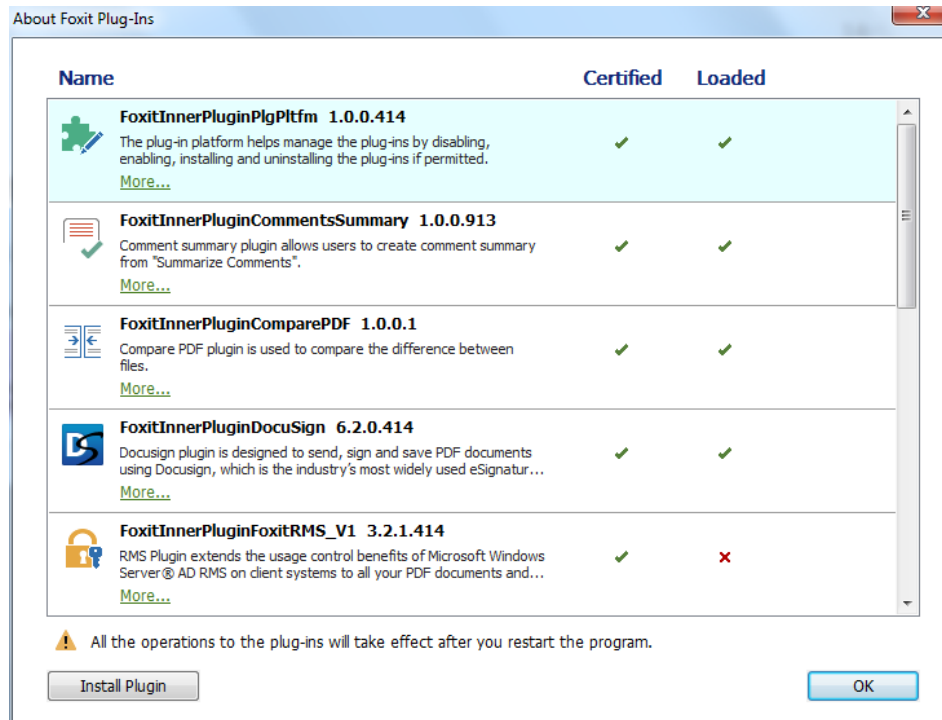 About Foxit Plug-Ins
Name Certified Loaded
FoxitInnerPluginPlgPltfm 1.0.0.414
The plug-in platform helps manage the plug-ins by disabling,
enabling, installing and uninstalling the plug-ins if permitted.
More...
FoxitInnerPluginCommentsSummary 1.0.0.913
Comment summary plugin allows users to create comment summary
from "Summarize Comments".
More...
FoxitInnerPluginComparePDF 1.0.0.1
Compare PDF plugin is used to compare the difference between
files.
More...
FoxitInnerPluginDocuSign 6.2.0.414
Docusign plugin is designed to send, sign and save PDF documents
using Docusign, which is the industry's most widely used eSignatur...
More...
FoxitInnerPluginFoxitRMS_V1 3.2.1.414
RMS Plugin extends the usage control benefits of Microsoft Windows
Server® AD RMS on client systems to all your PDF documents and...
More...
All the operations to the plug-ins will take effect after you restart the program.
Install Plugin OK